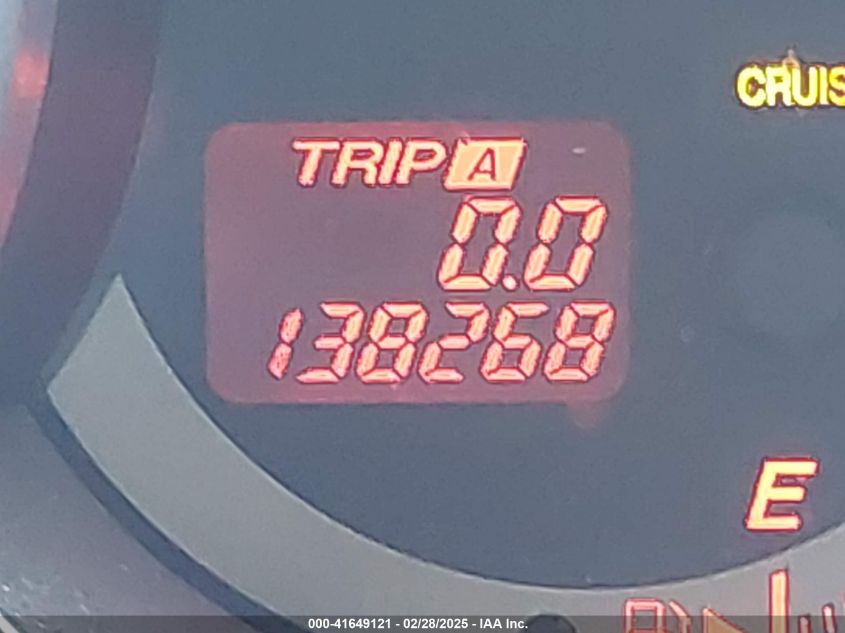 CRUIS
TRIP A
0.0
138268
E
000-41649121 - 02/28/2025 - IAA Inc.